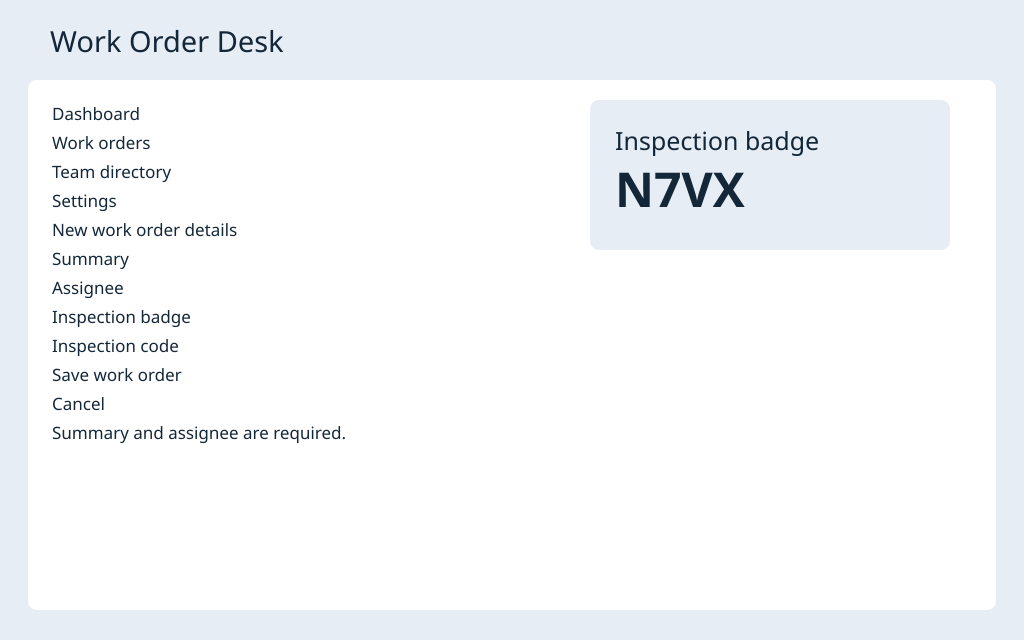 Work Order Desk
Dashboard
Work orders
Team directory
Settings
New work order details
Summary
Assignee
Inspection badge
Inspection code
Save work order
Cancel
Summary and assignee are required.
Inspection badge
N7VX